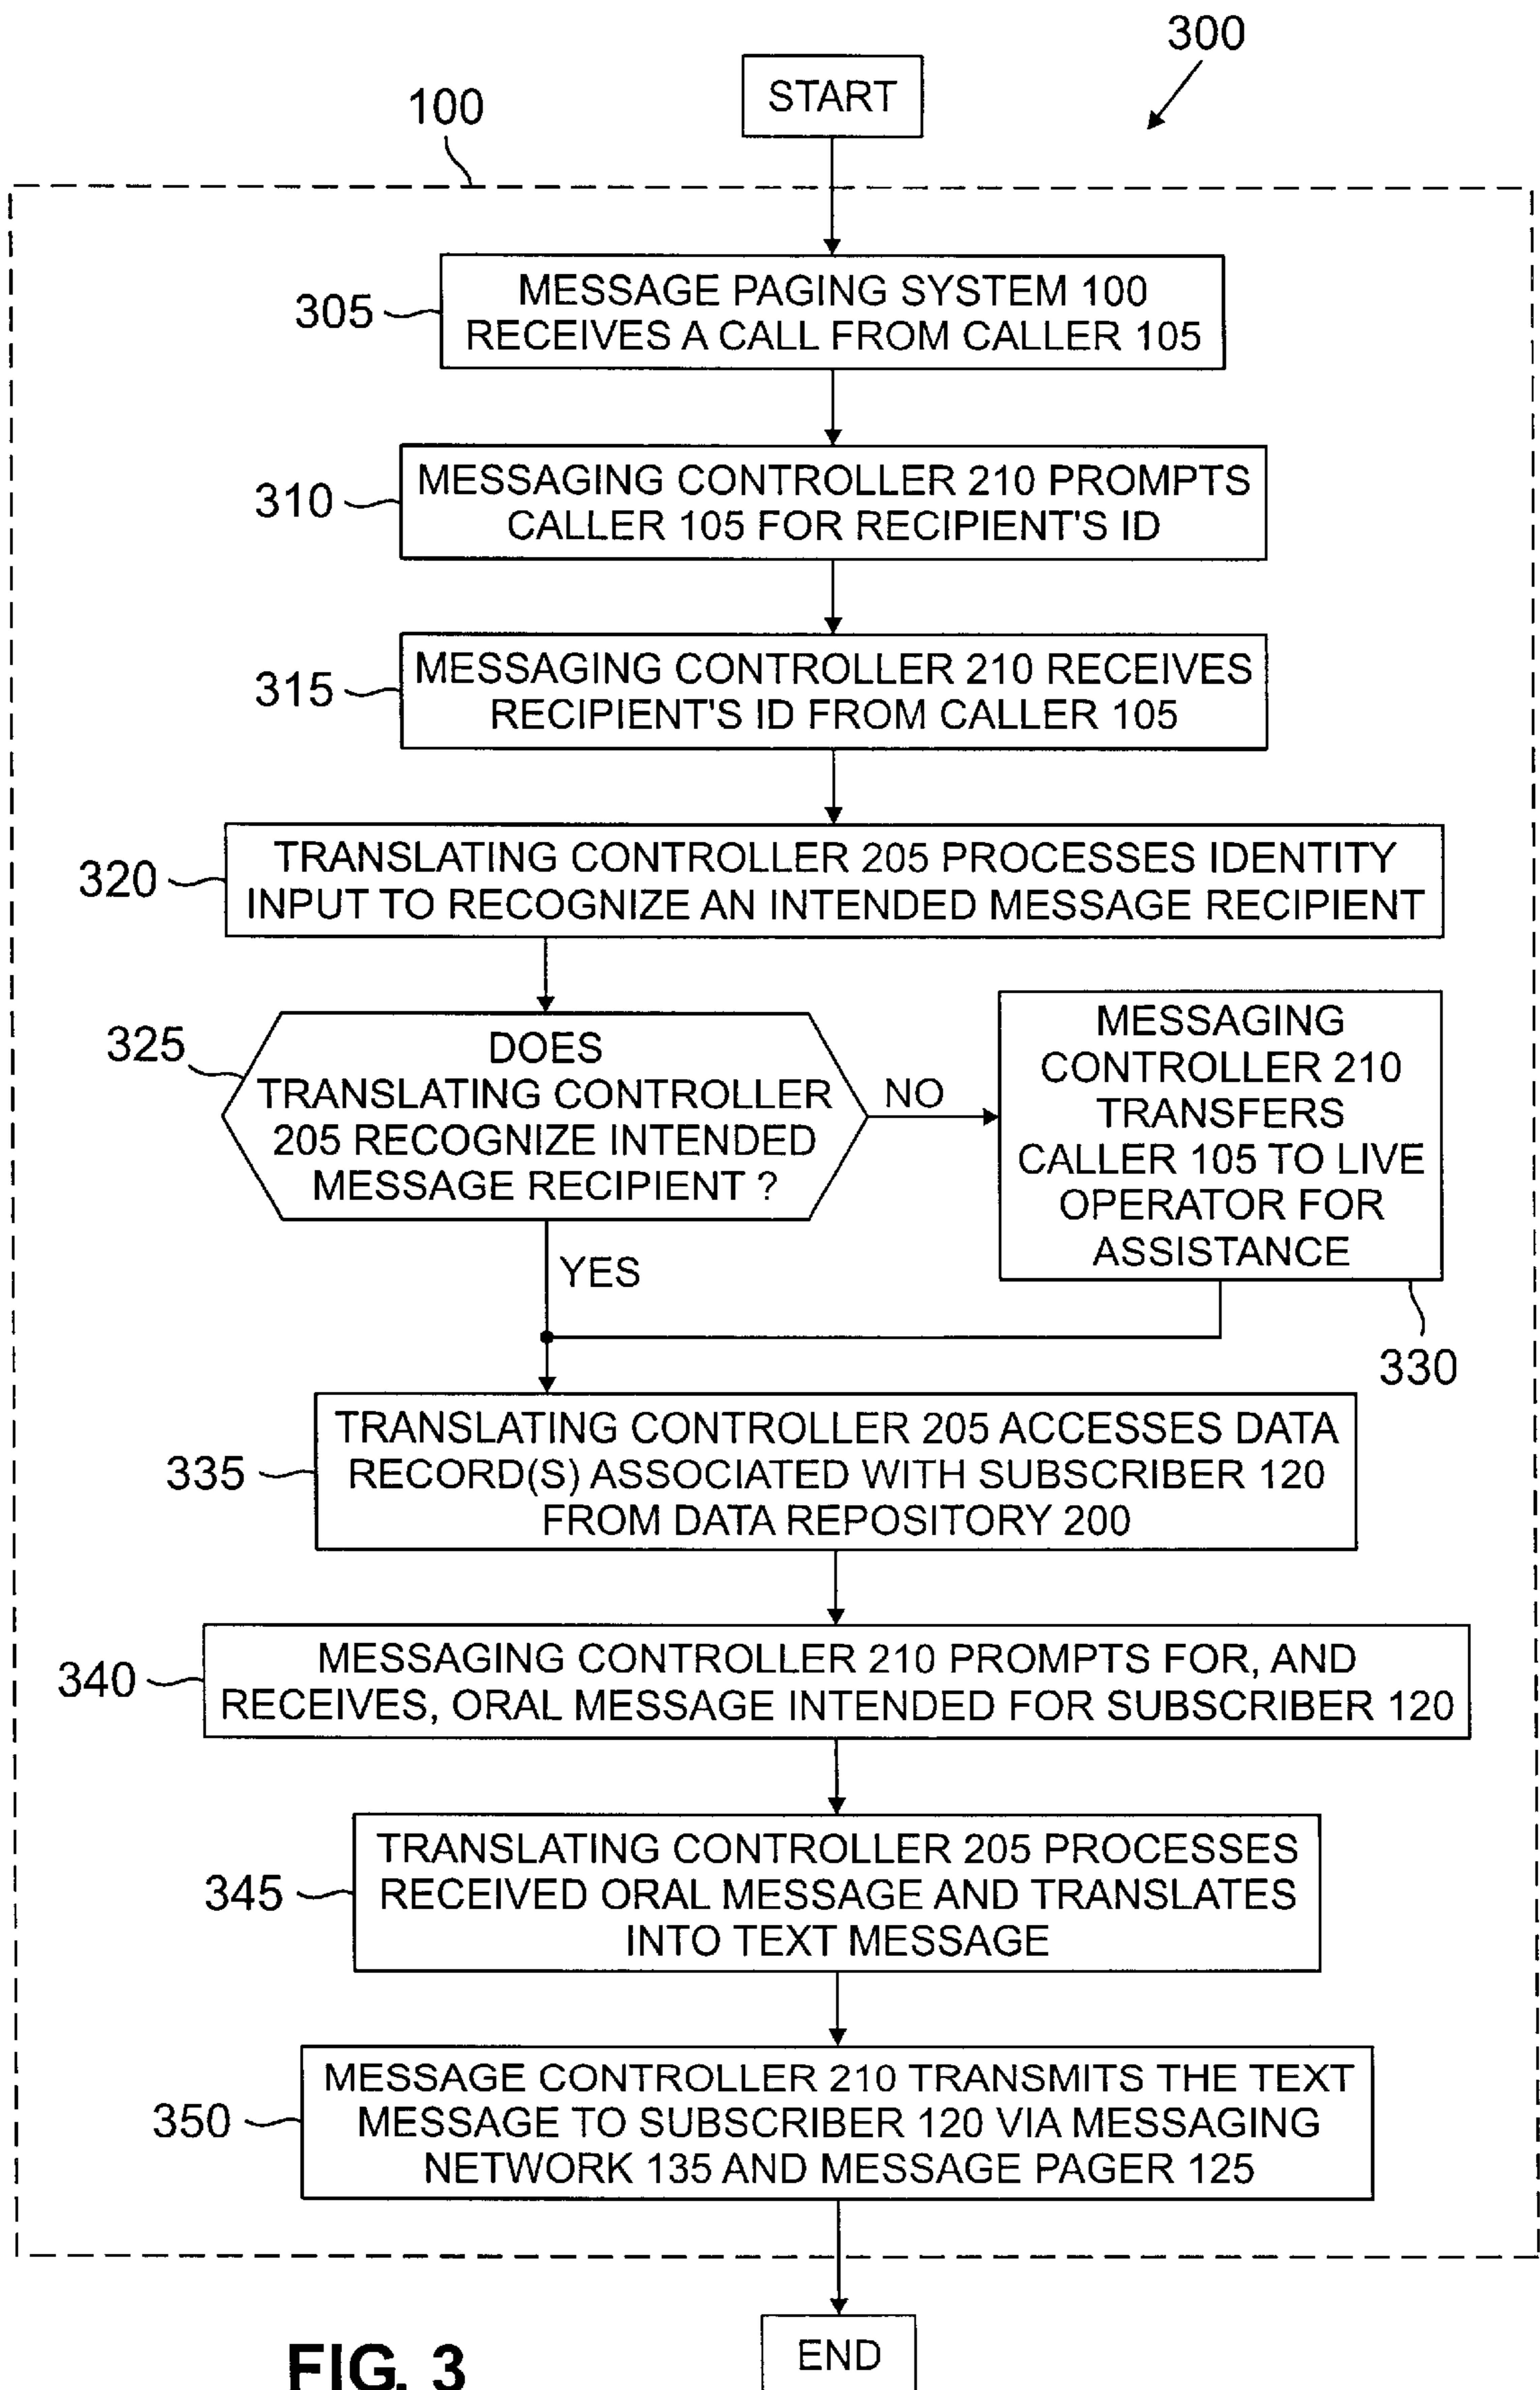 300
START
100
305
MESSAGE PAGING SYSTEM 100
RECEIVES A CALL FROM CALLER 105
310
MESSAGING CONTROLLER 210 PROMPTS
CALLER 105 FOR RECIPIENT'S ID
315
MESSAGING CONTROLLER 210 RECEIVES
RECIPIENT'S ID FROM CALLER 105
320
TRANSLATING CONTROLLER 205 PROCESSES IDENTITY
INPUT TO RECOGNIZE AN INTENDED MESSAGE RECIPIENT
325
DOES
TRANSLATING CONTROLLER
205 RECOGNIZE INTENDED
MESSAGE RECIPIENT ?
NO
MESSAGING
CONTROLLER 210
TRANSFERS
CALLER 105 TO LIVE
OPERATOR FOR
ASSISTANCE
YES
330
335
TRANSLATING CONTROLLER 205 ACCESSES DATA
RECORD(S) ASSOCIATED WITH SUBSCRIBER 120
FROM DATA REPOSITORY 200
340
MESSAGING CONTROLLER 210 PROMPTS FOR, AND
RECEIVES, ORAL MESSAGE INTENDED FOR SUBSCRIBER 120
345
TRANSLATING CONTROLLER 205 PROCESSES
RECEIVED ORAL MESSAGE AND TRANSLATES
INTO TEXT MESSAGE
350
MESSAGE CONTROLLER 210 TRANSMITS THE TEXT
MESSAGE TO SUBSCRIBER 120 VIA MESSAGING
NETWORK 135 AND MESSAGE PAGER 125
END
FIG. 3